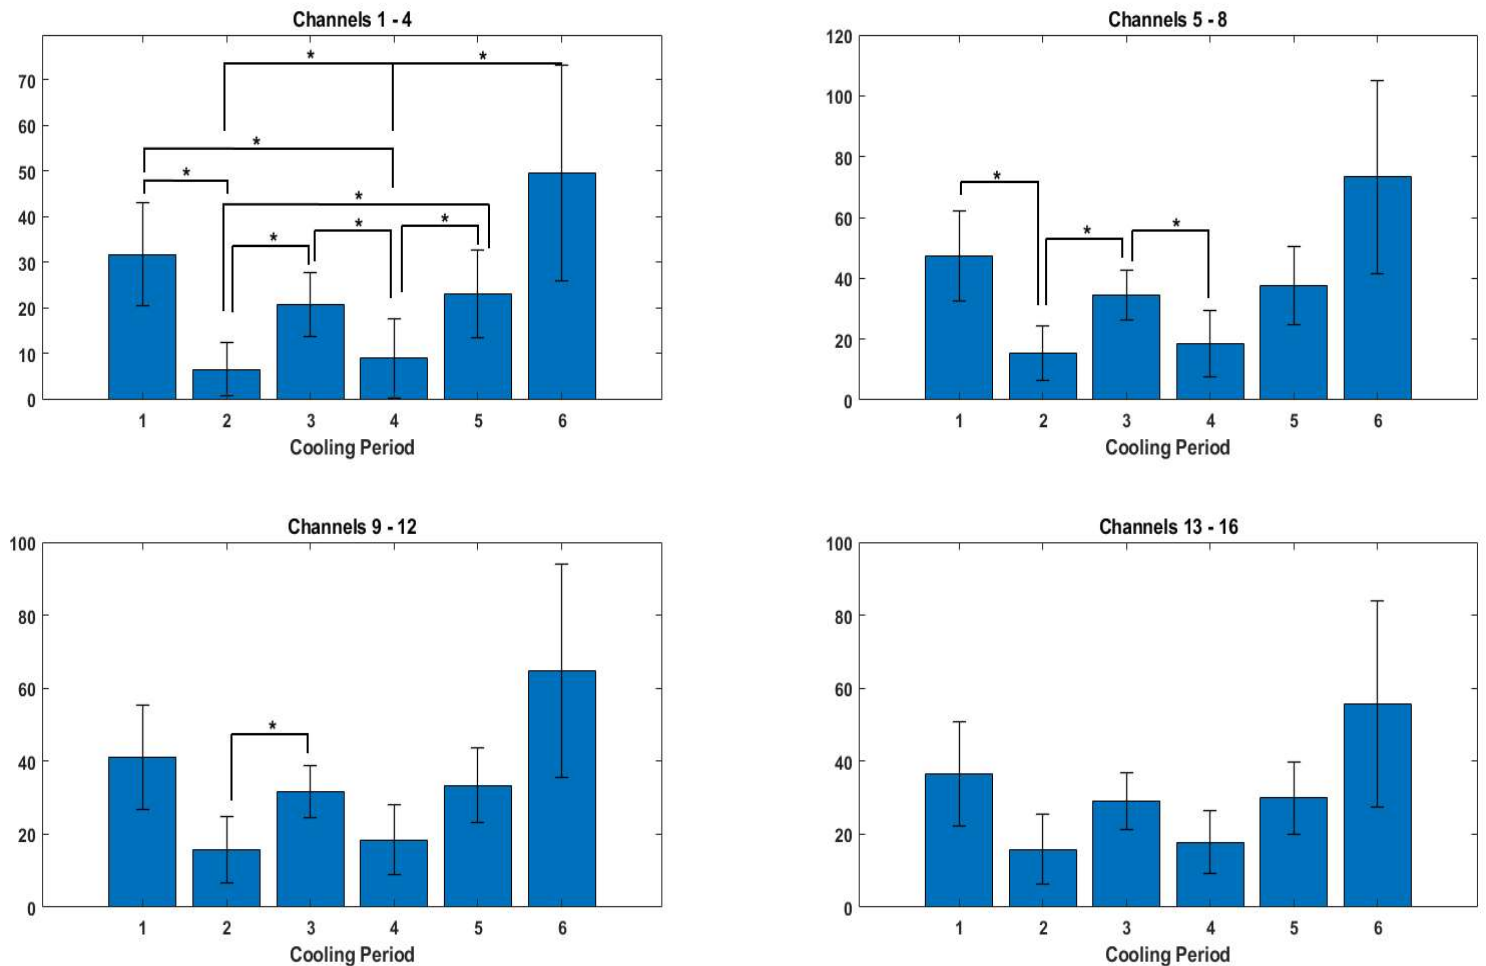 Channels 1 - 4
70
60
50
40
30
20
10
0
* * * * * * * *
1 2 3 4 5 6
Cooling Period
Channels 5 - 8
120
100
80
60
40
20
0
* * *
1 2 3 4 5 6
Cooling Period
Channels 9 - 12
100
80
60
40
20
0
*
1 2 3 4 5 6
Cooling Period
Channels 13 - 16
100
80
60
40
20
0
1 2 3 4 5 6
Cooling Period